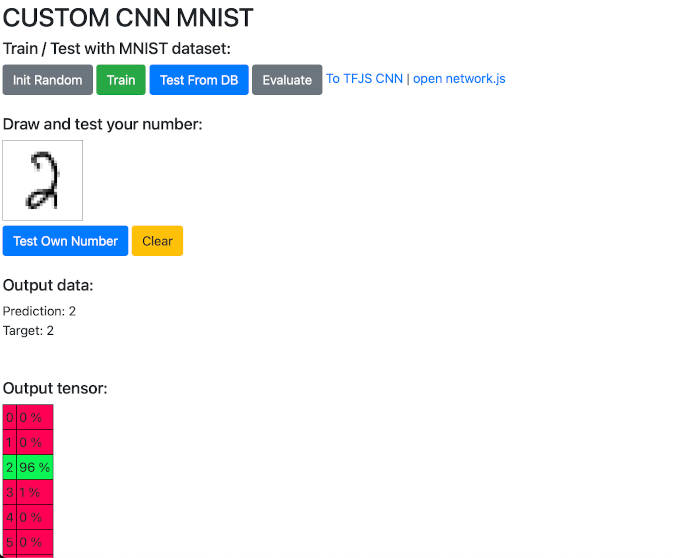 CUSTOM CNN MNIST
Train / Test with MNIST dataset:
Init Random Train Test From DB Evaluate To TFJS CNN | open network.js
Draw and test your number:
2
Test Own Number Clear
Output data:
Prediction: 2
Target: 2
Output tensor:
0 0 %
1 0 %
2 96 %
3 1 %
4 0 %
5 0 %